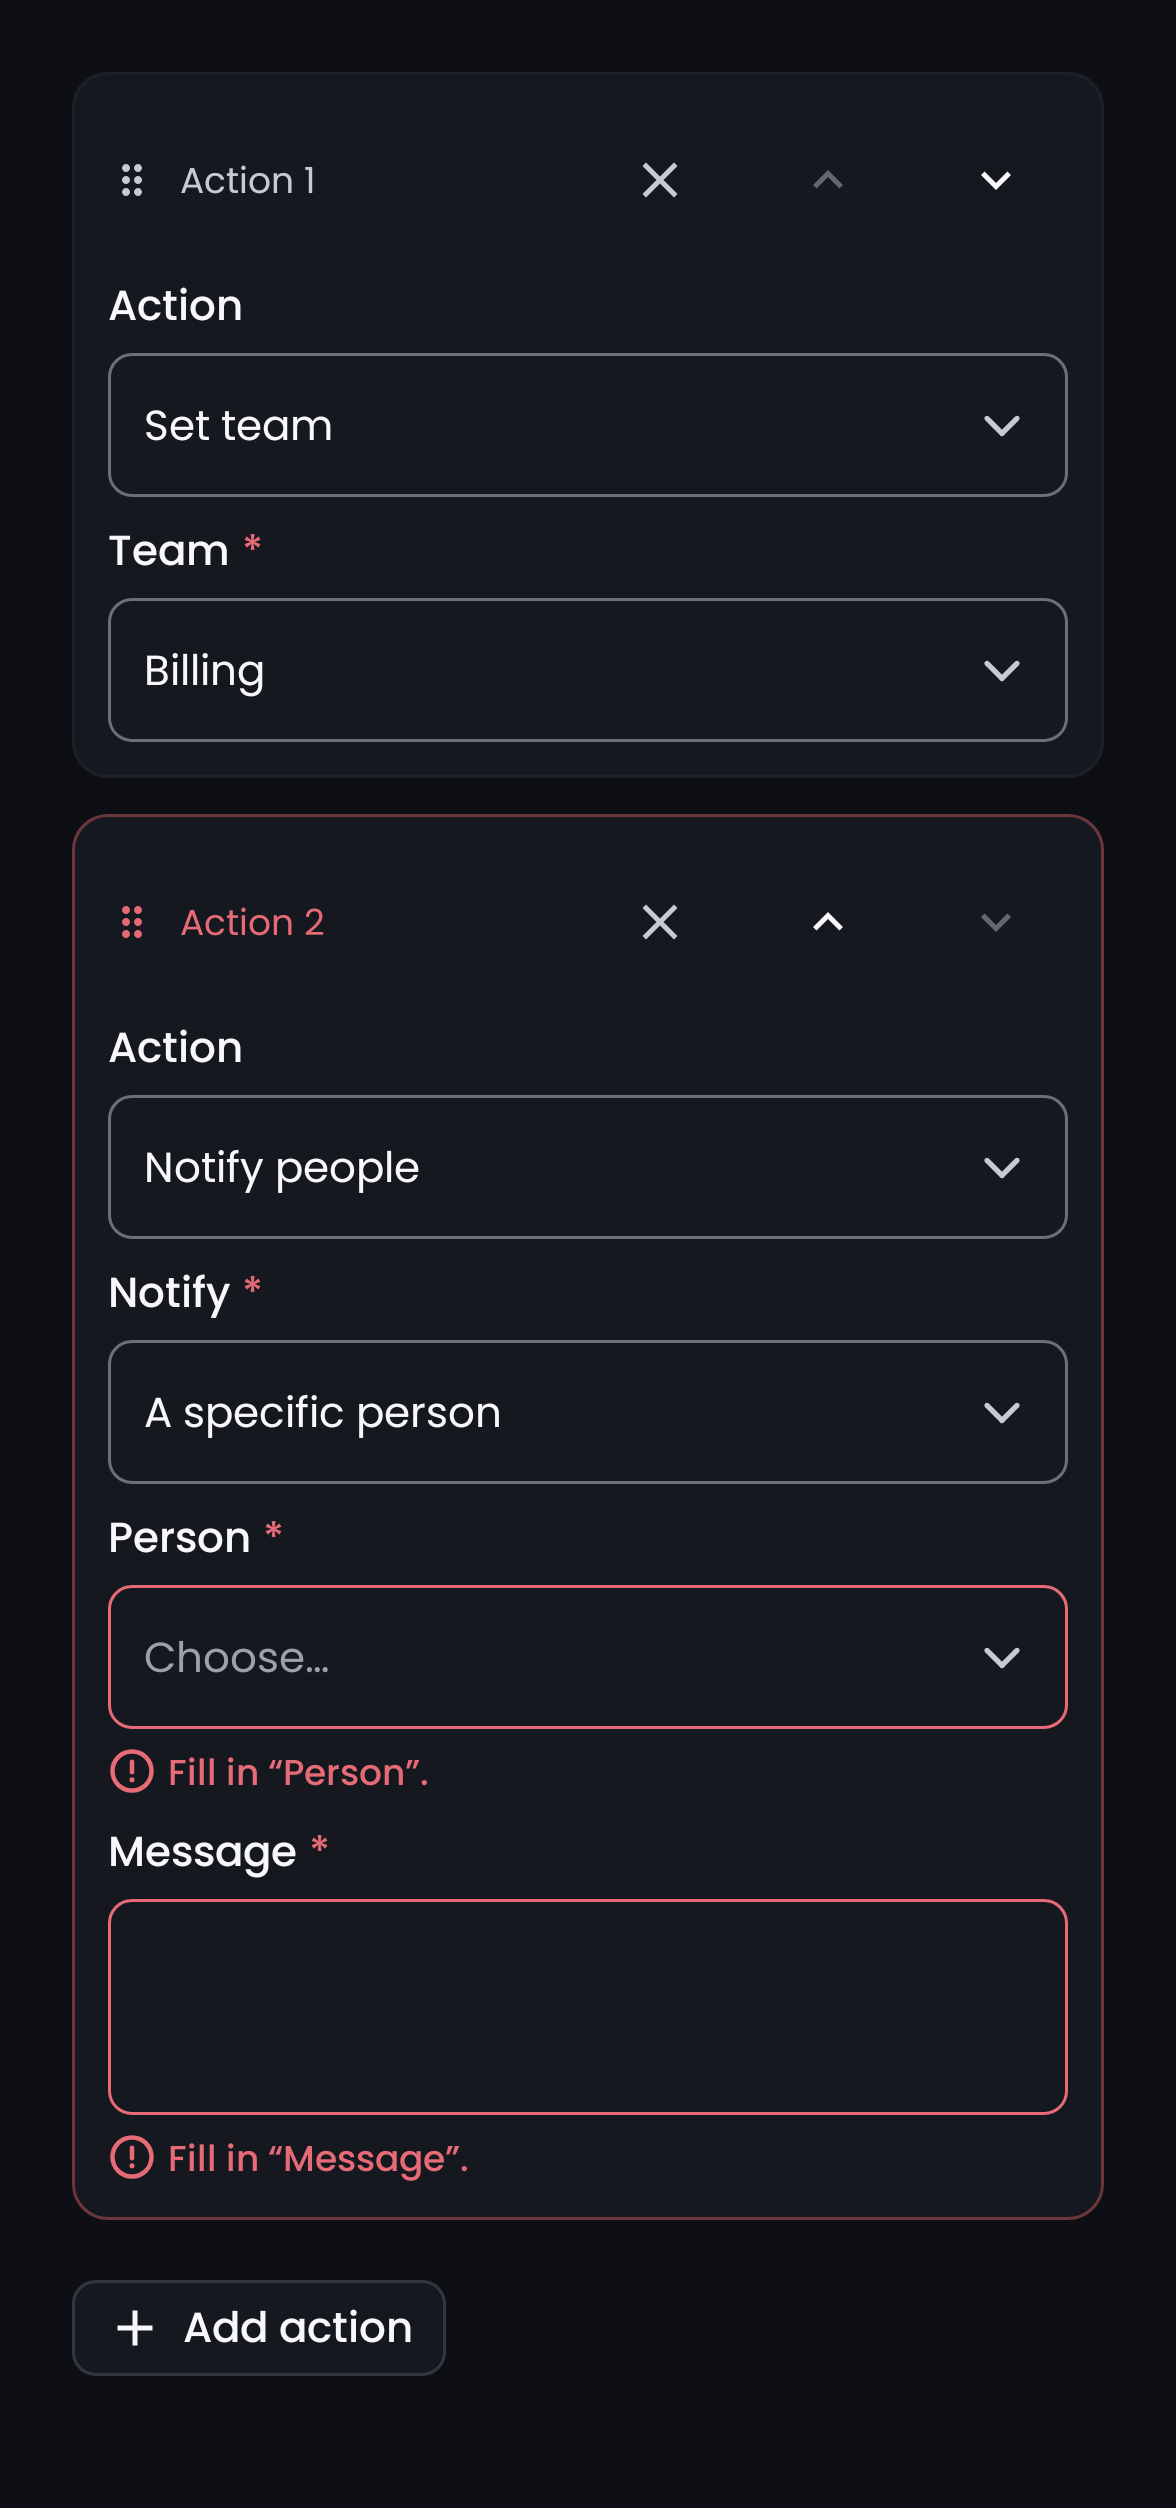 Action 1
Action
Set team
Team *
Billing
Action 2
Action
Notify people
Notify *
A specific person
Person *
Choose...
Fill in “Person”.
Message *
Fill in “Message”.
Add action